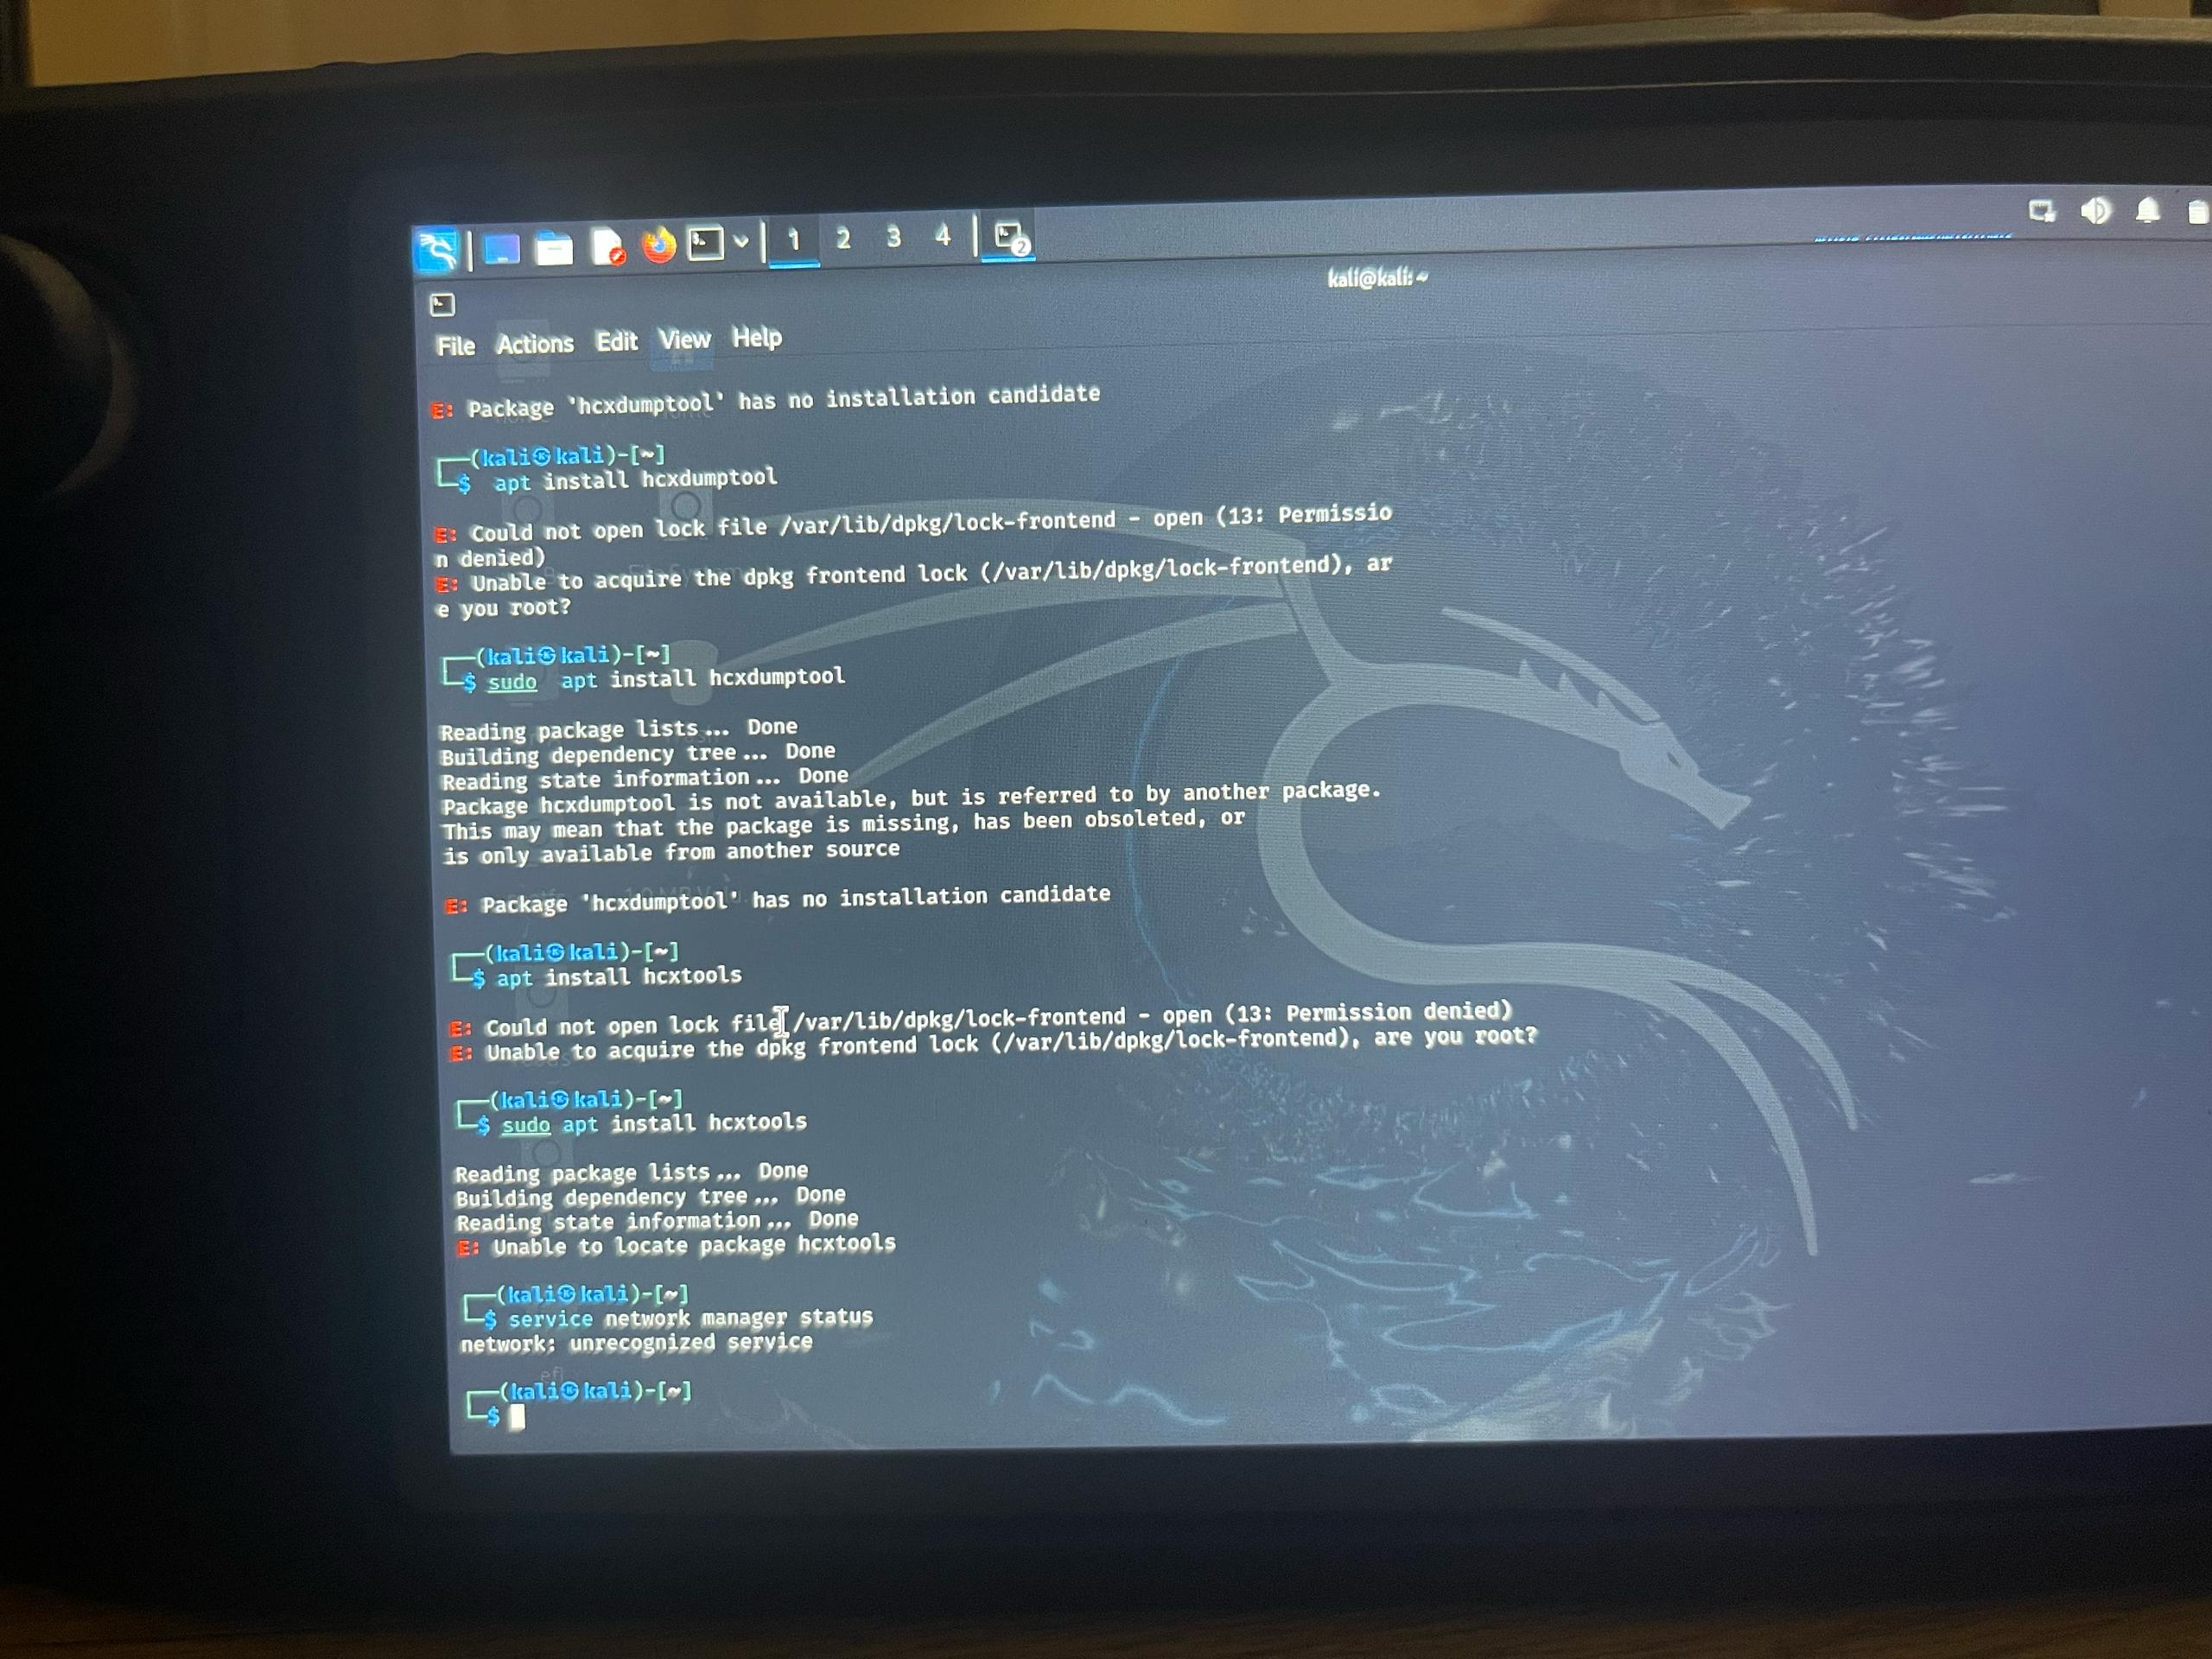 1 2 3 4 2
kali@kali: ~
File Actions Edit View Help
E: Package 'hcxdumptool' has no installation candidate
┌──(kali㉿kali)-[~]
└─$ apt install hcxdumptool
E: Could not open lock file /var/lib/dpkg/lock-frontend - open (13: Permissio
n denied)
E: Unable to acquire the dpkg frontend lock (/var/lib/dpkg/lock-frontend), ar
e you root?
┌──(kali㉿kali)-[~]
└─$ sudo apt install hcxdumptool
Reading package lists... Done
Building dependency tree... Done
Reading state information... Done
Package hcxdumptool is not available, but is referred to by another package.
This may mean that the package is missing, has been obsoleted, or
is only available from another source
E: Package 'hcxdumptool' has no installation candidate
┌──(kali㉿kali)-[~]
└─$ apt install hcxtools
E: Could not open lock file /var/lib/dpkg/lock-frontend - open (13: Permission denied)
E: Unable to acquire the dpkg frontend lock (/var/lib/dpkg/lock-frontend), are you root?
┌──(kali㉿kali)-[~]
└─$ sudo apt install hcxtools
Reading package lists... Done
Building dependency tree... Done
Reading state information... Done
E: Unable to locate package hcxtools
┌──(kali㉿kali)-[~]
└─$ service network manager status
network: unrecognized service
┌──(kali㉿kali)-[~]
└─$